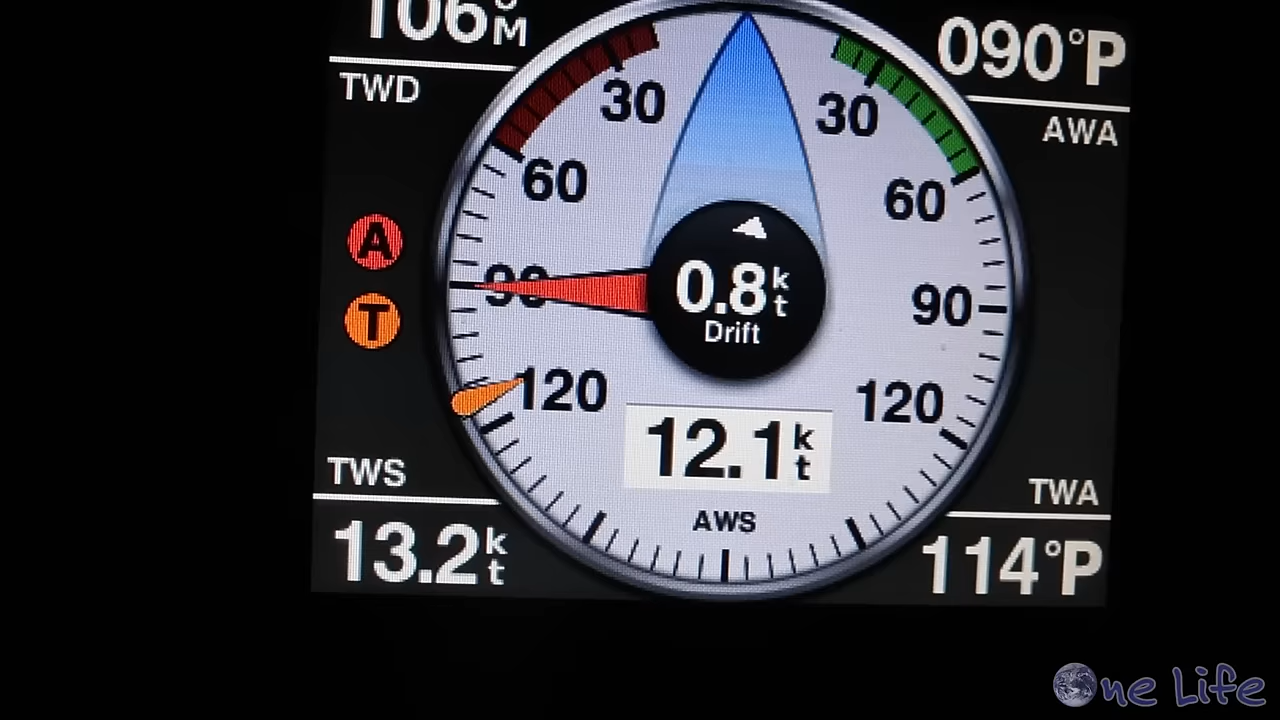 106°M
TWD
090°P
AWA
30
30
60
60
A
T
90
90
0.8kt
Drift
120
120
12.1kt
AWS
TWS
13.2kt
TWA
114°P
One Life